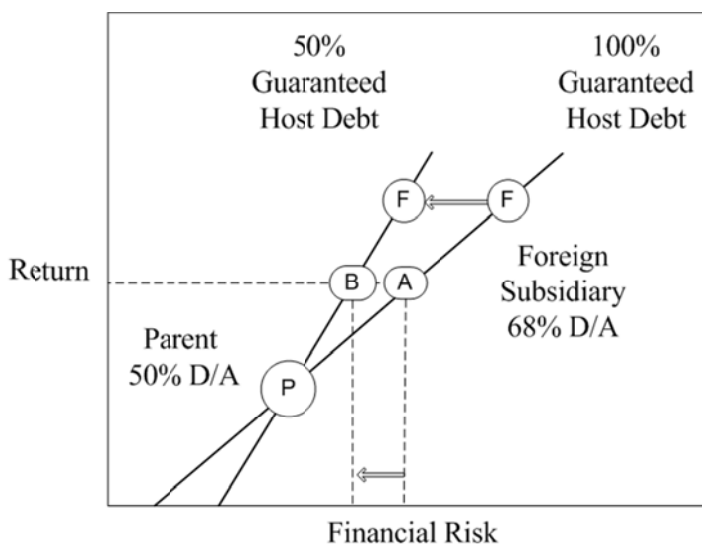 50%
Guaranteed
Host Debt
100%
Guaranteed
Host Debt
F
F
Return
B
A
Foreign
Subsidiary
68% D/A
Parent
50% D/A
P
Financial Risk